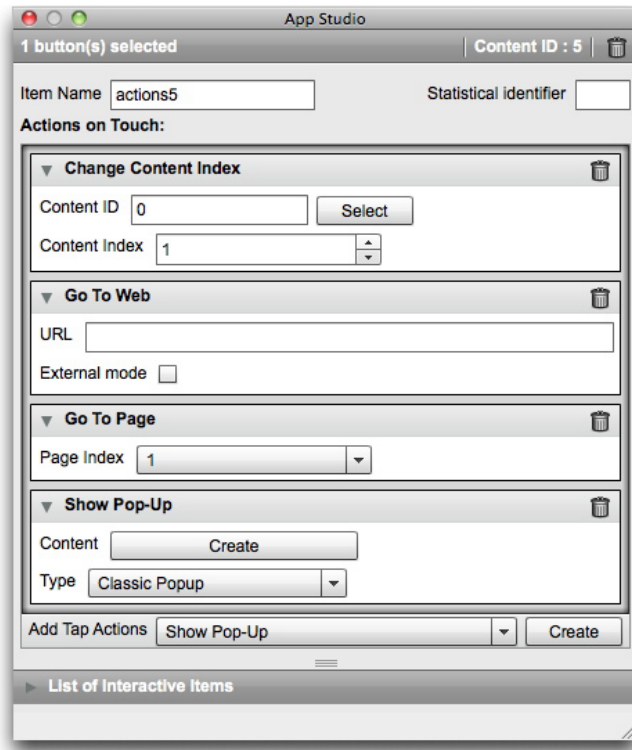 App Studio
1 button(s) selected Content ID : 5
Item Name actions5 Statistical identifier
Actions on Touch:
Change Content Index
Content ID 0 Select
Content Index 1
Go To Web
URL
External mode
Go To Page
Page Index 1
Show Pop-Up
Content Create
Type Classic Popup
Add Tap Actions Show Pop-Up Create
List of Interactive Items